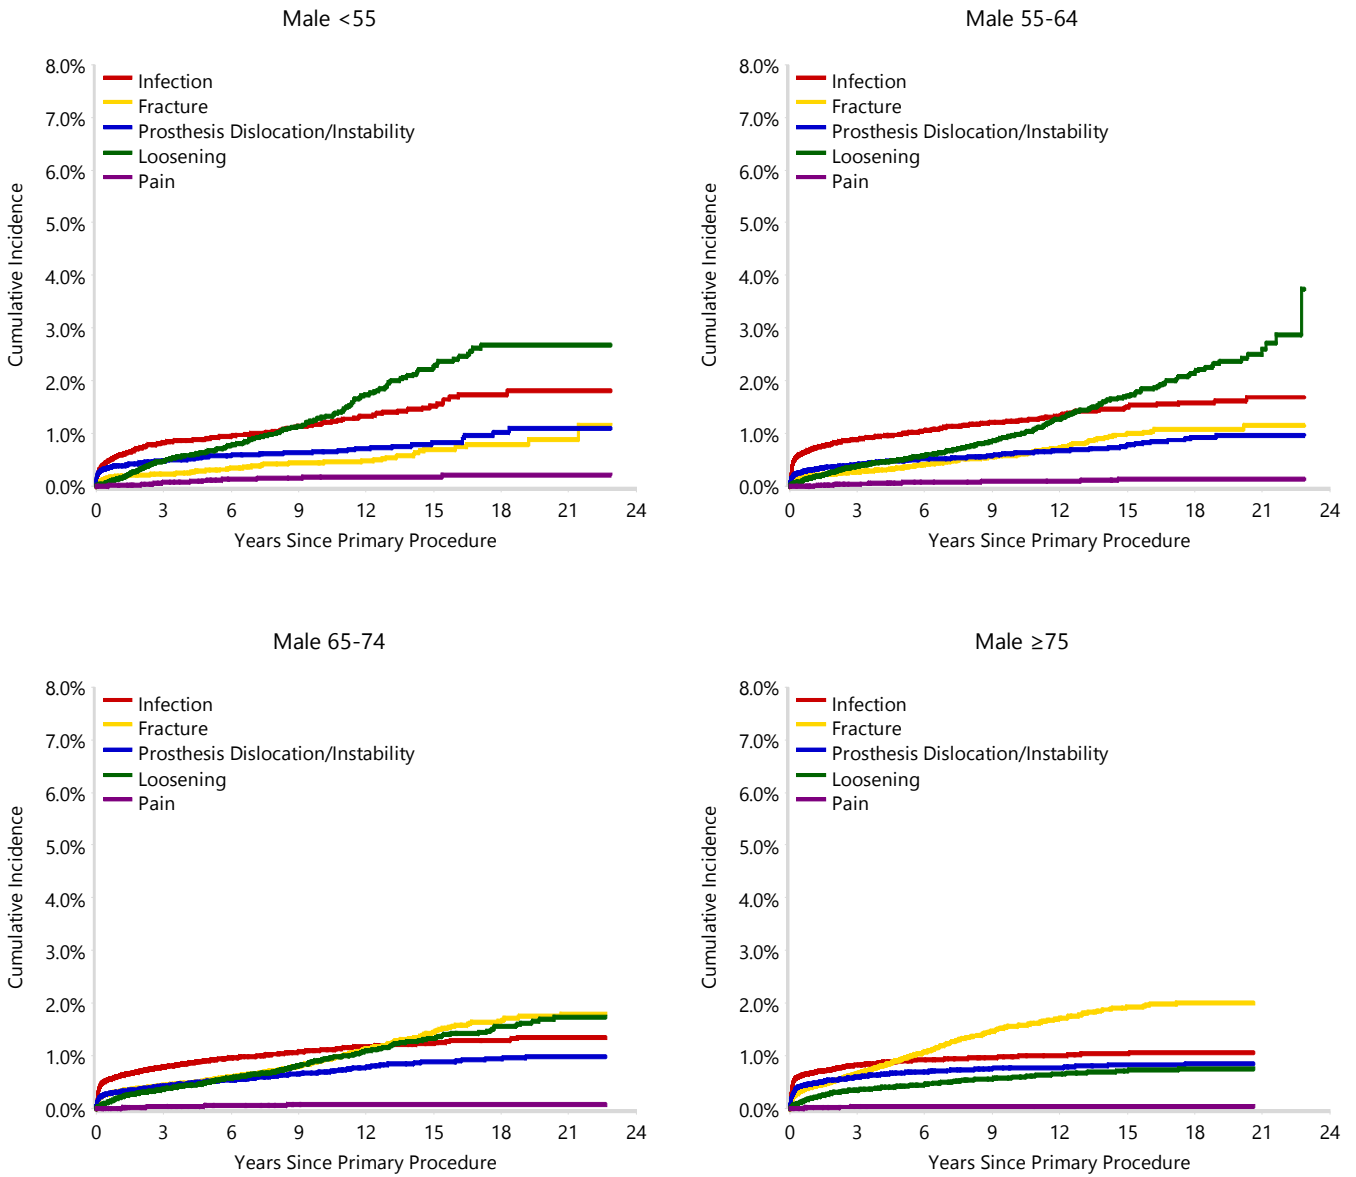 Male <55
8.0%
7.0%
6.0%
5.0%
4.0%
3.0%
2.0%
1.0%
0.0%
Cumulative Incidence
Infection
Fracture
Prosthesis Dislocation/Instability
Loosening
Pain
0 3 6 9 12 15 18 21 24
Years Since Primary Procedure
Male 55-64
8.0%
7.0%
6.0%
5.0%
4.0%
3.0%
2.0%
1.0%
0.0%
Cumulative Incidence
Infection
Fracture
Prosthesis Dislocation/Instability
Loosening
Pain
0 3 6 9 12 15 18 21 24
Years Since Primary Procedure
Male 65-74
8.0%
7.0%
6.0%
5.0%
4.0%
3.0%
2.0%
1.0%
0.0%
Cumulative Incidence
Infection
Fracture
Prosthesis Dislocation/Instability
Loosening
Pain
0 3 6 9 12 15 18 21 24
Years Since Primary Procedure
Male ≥75
8.0%
7.0%
6.0%
5.0%
4.0%
3.0%
2.0%
1.0%
0.0%
Cumulative Incidence
Infection
Fracture
Prosthesis Dislocation/Instability
Loosening
Pain
0 3 6 9 12 15 18 21 24
Years Since Primary Procedure